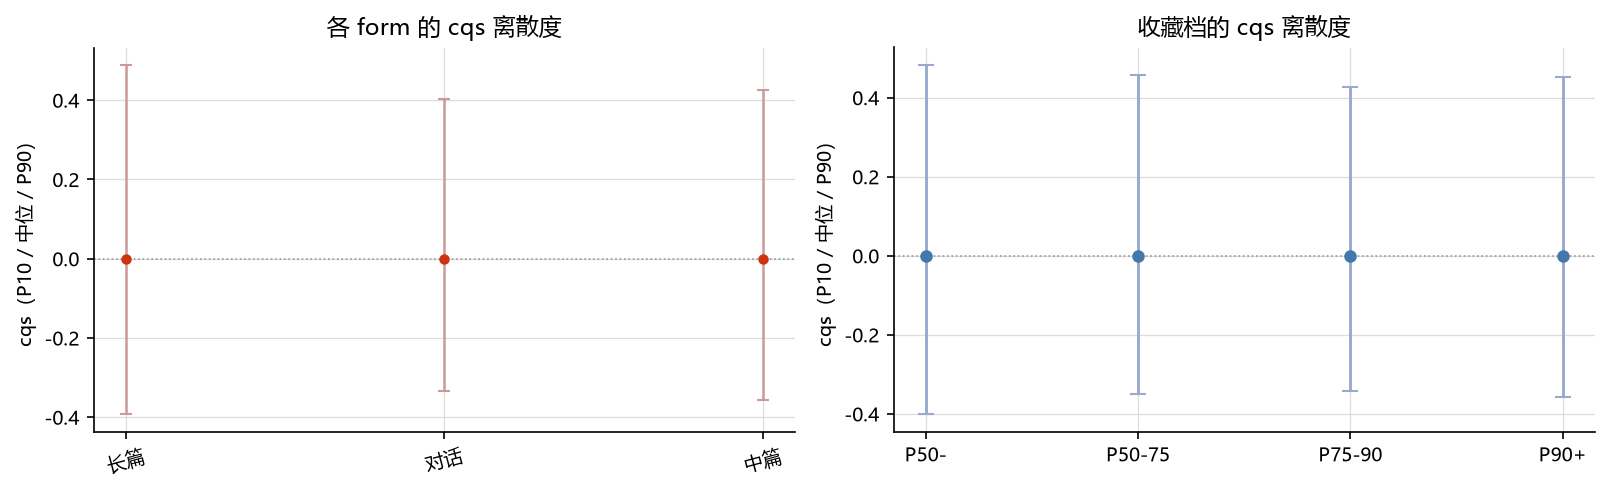 各 form 的 cqs 离散度
cqs（P10 / 中位 / P90）
0.4
0.2
0.0
-0.2
-0.4
长篇
对话
中篇
收藏档的 cqs 离散度
cqs（P10 / 中位 / P90）
0.4
0.2
0.0
-0.2
-0.4
P50-
P50-75
P75-90
P90+